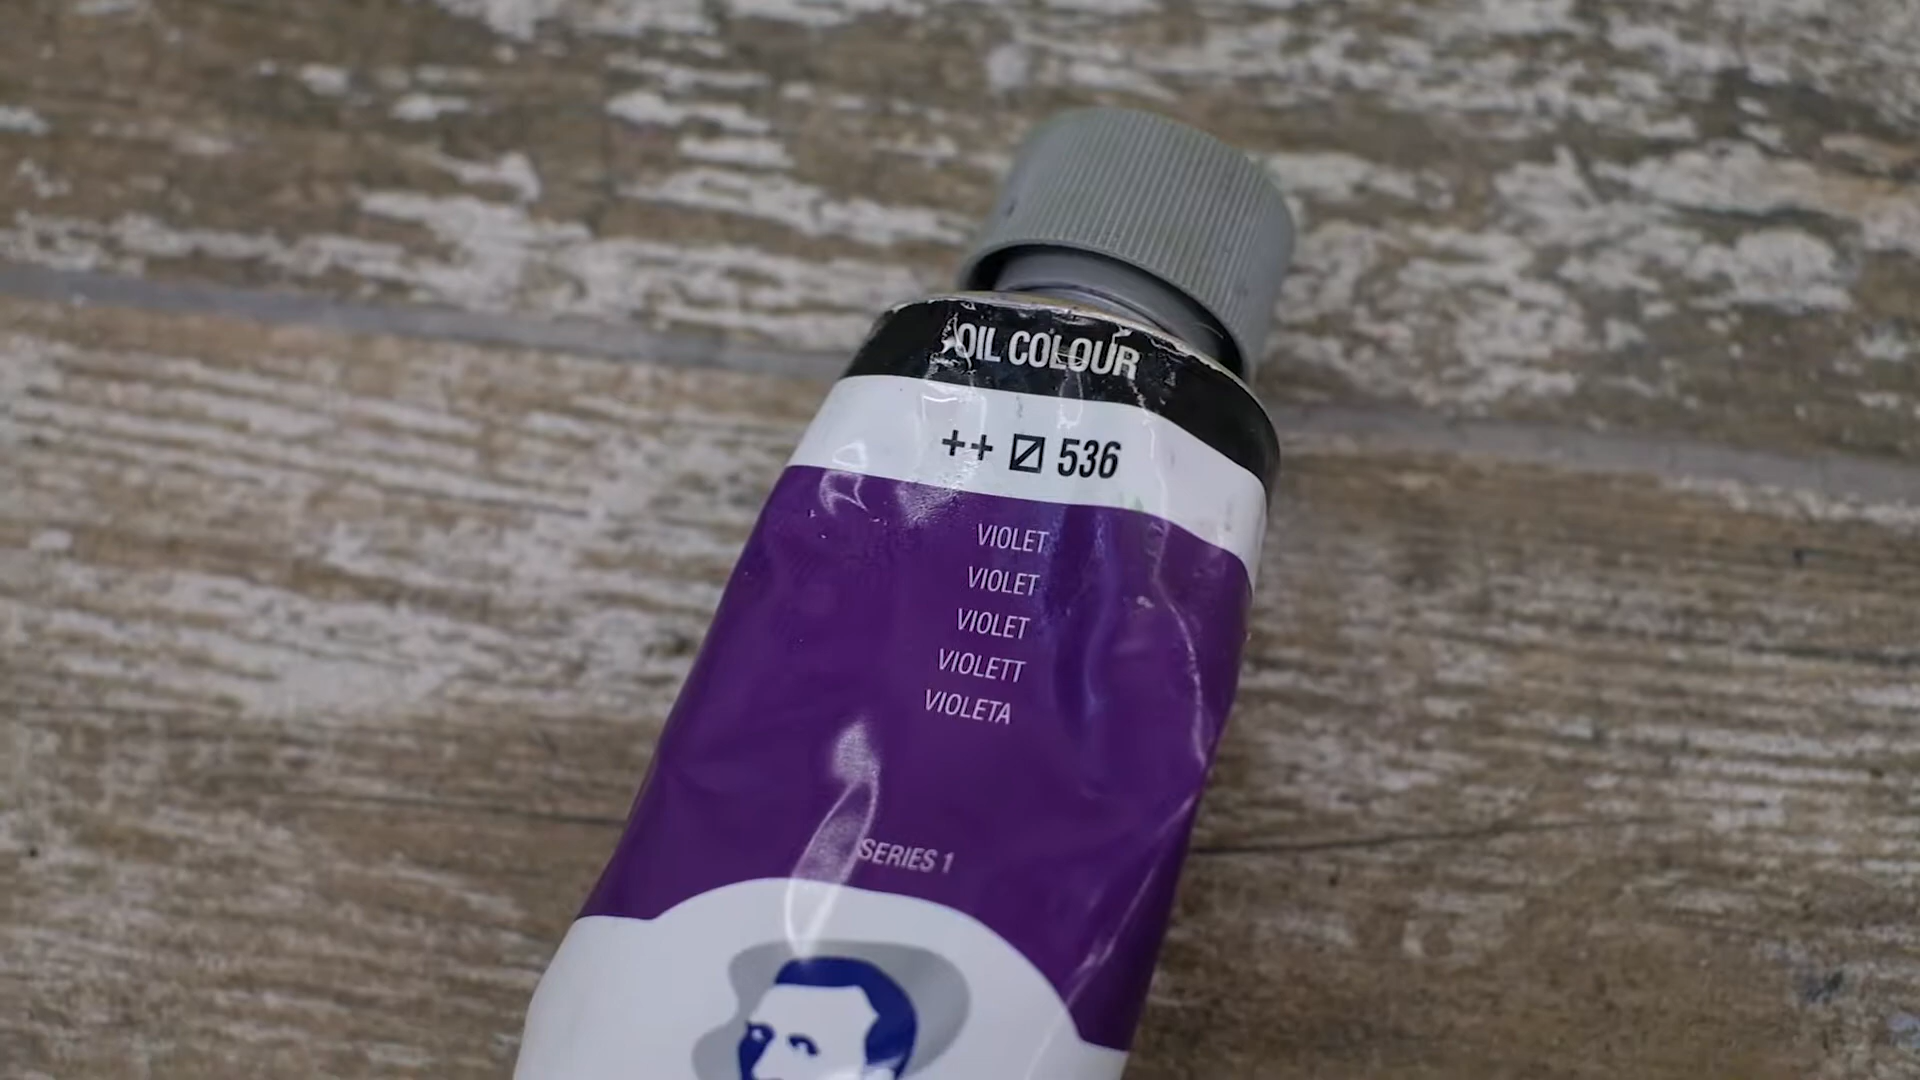 OIL COLOUR
++ 536
VIOLET
VIOLET
VIOLET
VIOLETT
VIOLETA
SERIES 1